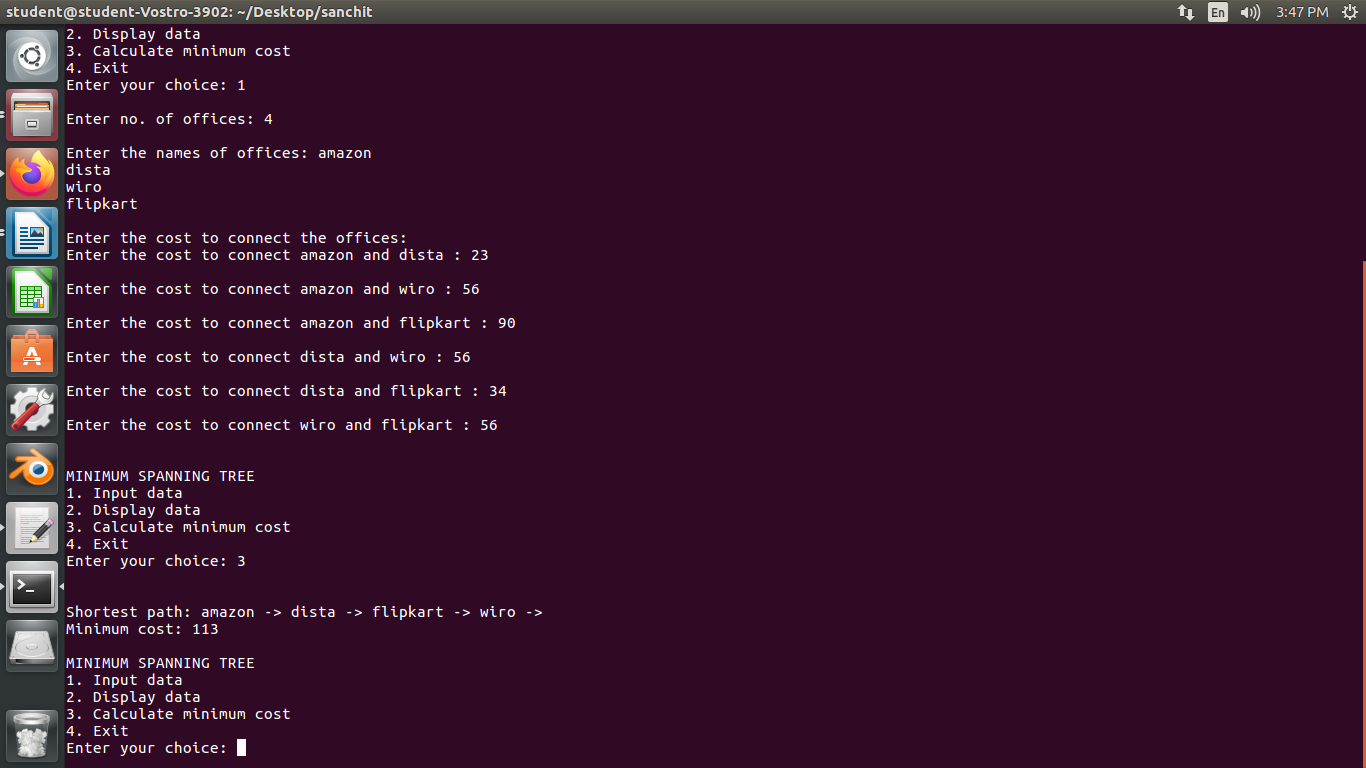 student@student-Vostro-3902: ~/Desktop/sanchit
En
3:47 PM
2. Display data
3. Calculate minimum cost
4. Exit
Enter your choice: 1
Enter no. of offices: 4
Enter the names of offices: amazon
dista
wiro
flipkart
Enter the cost to connect the offices:
Enter the cost to connect amazon and dista : 23
Enter the cost to connect amazon and wiro : 56
Enter the cost to connect amazon and flipkart : 90
Enter the cost to connect dista and wiro : 56
Enter the cost to connect dista and flipkart : 34
Enter the cost to connect wiro and flipkart : 56
MINIMUM SPANNING TREE
1. Input data
2. Display data
3. Calculate minimum cost
4. Exit
Enter your choice: 3
Shortest path: amazon -> dista -> flipkart -> wiro ->
Minimum cost: 113
MINIMUM SPANNING TREE
1. Input data
2. Display data
3. Calculate minimum cost
4. Exit
Enter your choice: